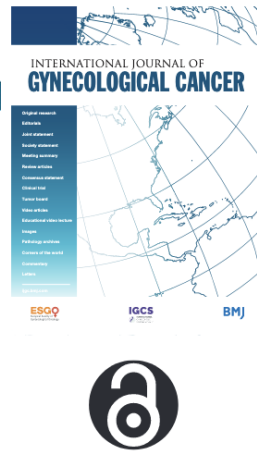 INTERNATIONAL JOURNAL OF
GYNECOLOGICAL CANCER
Original research
Editorials
Joint statement
Society statement
Meeting summary
Review articles
Consensus statement
Clinical trial
Tumor board
Video articles
Educational video lecture
Images
Pathology archives
Corners of the world
Commentary
Letters
ESGO
IGCS
BMJ